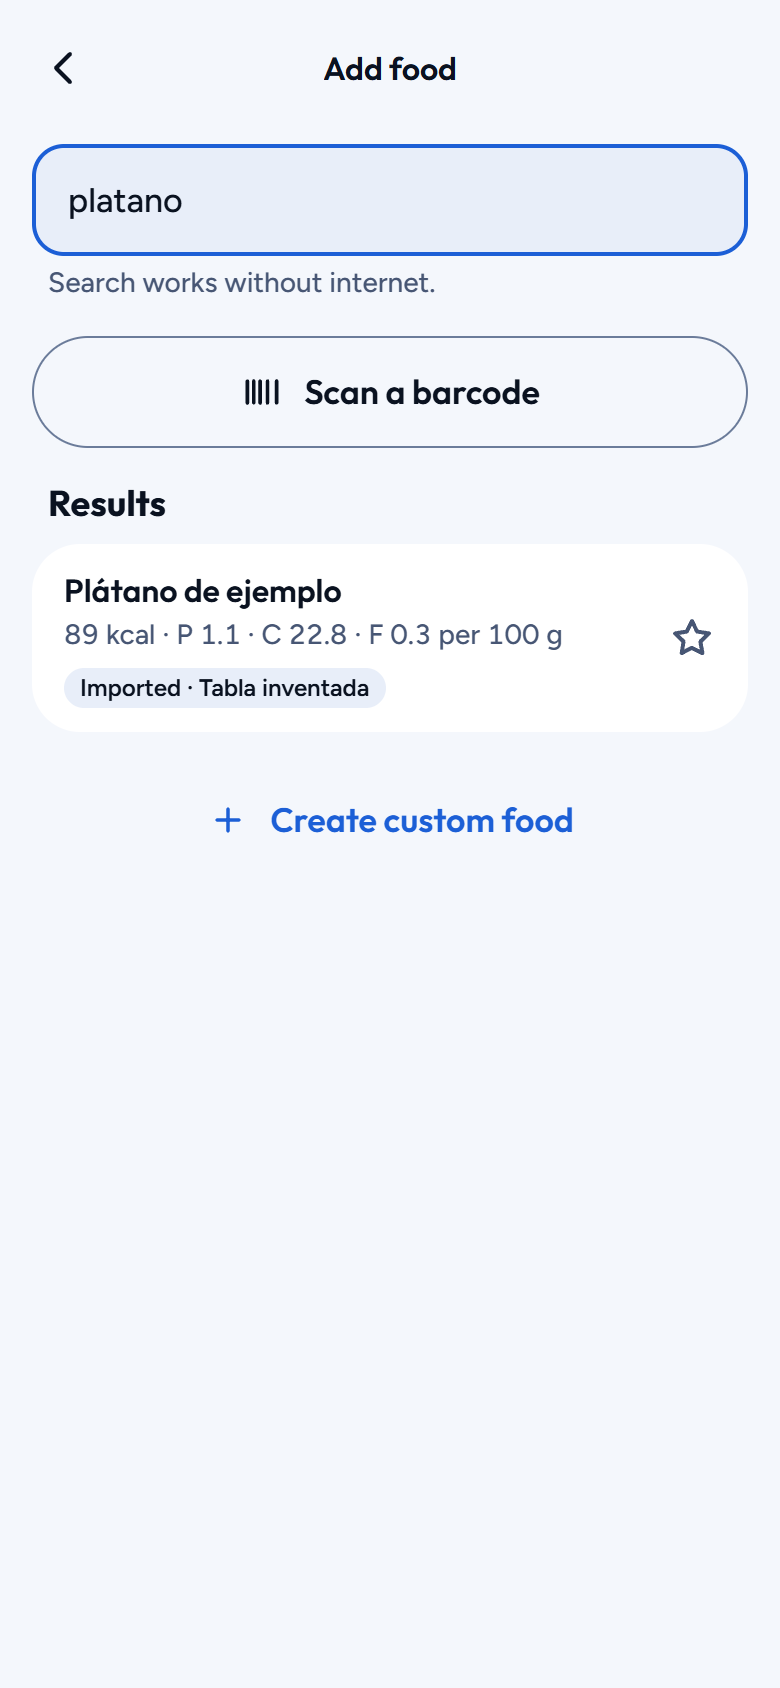 Add food
platano
Search works without internet.
Scan a barcode
Results
Plátano de ejemplo
89 kcal · P 1.1 · C 22.8 · F 0.3 per 100 g
Imported · Tabla inventada
Create custom food